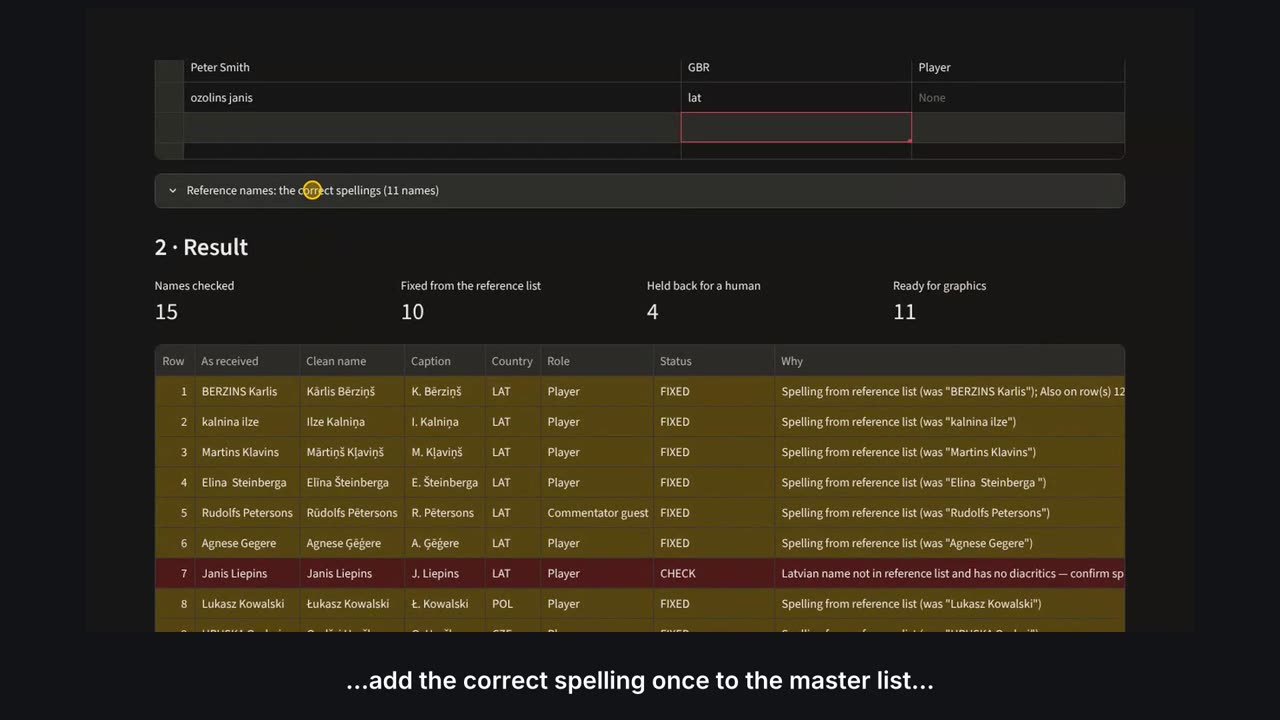 Peter Smith GBR Player
ozolins janis lat None
Reference names: the correct spellings (11 names)
2 · Result
Names checked Fixed from the reference list Held back for a human Ready for graphics
15 10 4 11
Row As received Clean name Caption Country Role Status Why
1 BERZINS Karlis Kārlis Bērziņš K. Bērziņš LAT Player FIXED Spelling from reference list (was "BERZINS Karlis"); Also on row(s) 12
2 kalnina ilze Ilze Kalniņa I. Kalniņa LAT Player FIXED Spelling from reference list (was "kalnina ilze")
3 Martins Klavins Mārtiņš Kļaviņš M. Kļaviņš LAT Player FIXED Spelling from reference list (was "Martins Klavins")
4 Elina  Steinberga Elīna Šteinberga E. Šteinberga LAT Player FIXED Spelling from reference list (was "Elina  Steinberga ")
5 Rudolfs Petersons Rūdolfs Pētersons R. Pētersons LAT Commentator guest FIXED Spelling from reference list (was "Rudolfs Petersons")
6 Agnese Gegere Agnese Ģēģere A. Ģēģere LAT Player FIXED Spelling from reference list (was "Agnese Gegere")
7 Janis Liepins Janis Liepins J. Liepins LAT Player CHECK Latvian name not in reference list and has no diacritics — confirm sp
8 Lukasz Kowalski Łukasz Kowalski Ł. Kowalski POL Player FIXED Spelling from reference list (was "Lukasz Kowalski")
...add the correct spelling once to the master list...